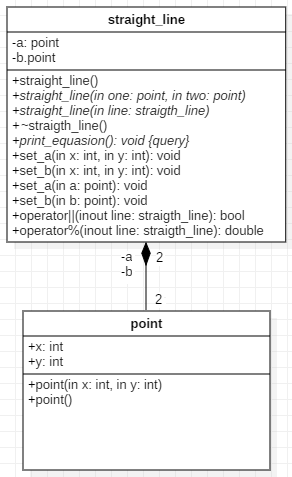 straight_line
-a: point
-b.point
+straight_line()
+straight_line(in one: point, in two: point)
+straight_line(in line: straigth_line)
+~straigth_line()
+print_equasion(): void {query}
+set_a(in x: int, in y: int): void
+set_b(in x: int, in y: int): void
+set_a(in a: point): void
+set_b(in b: point): void
+operator||(inout line: straigth_line): bool
+operator%(inout line: straigth_line): double
-a 2
-b
2
point
+x: int
+y: int
+point(in x: int, in y: int)
+point()